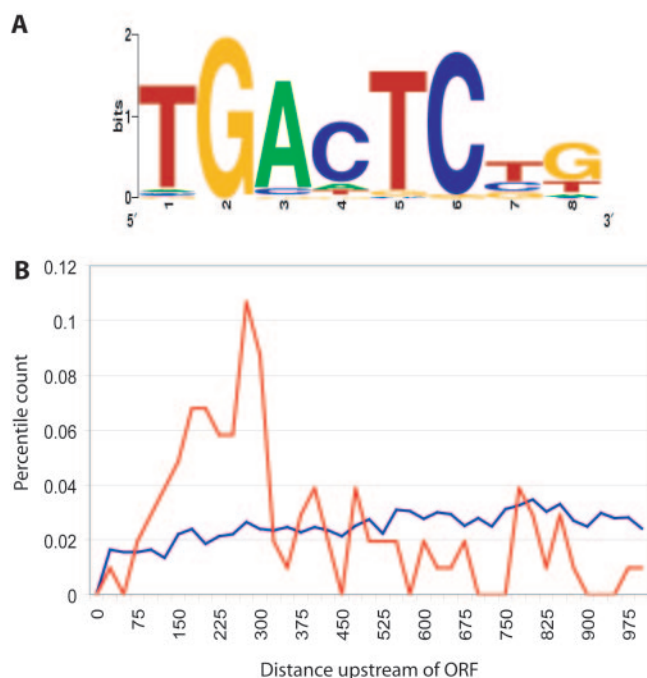 A
2
bits
1
0
TGACTCTG
1 2 3 4 5 6 7 8
5′ 3′
B
0.12
0.1
0.08
0.06
0.04
0.02
0
Percentile count
0 75 150 225 300 375 450 525 600 675 750 825 900 975
Distance upstream of ORF